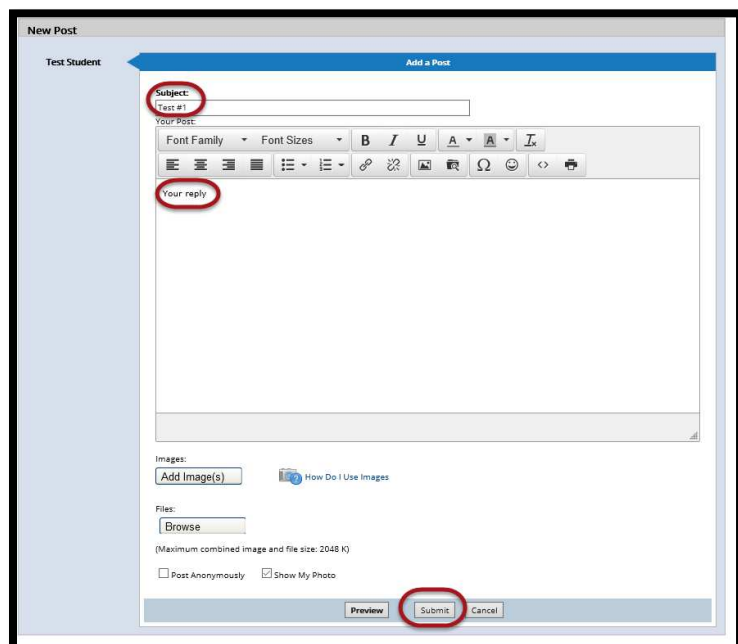 New Post
Test Student
Add a Post
Subject:
Test #1
Your Post:
Font Family Font Sizes B I U A A Tx
Ω <>
Your reply
Images:
Add Image(s) How Do I Use Images
Files:
Browse
(Maximum combined image and file size: 2048 K)
Post Anonymously Show My Photo
Preview Submit Cancel